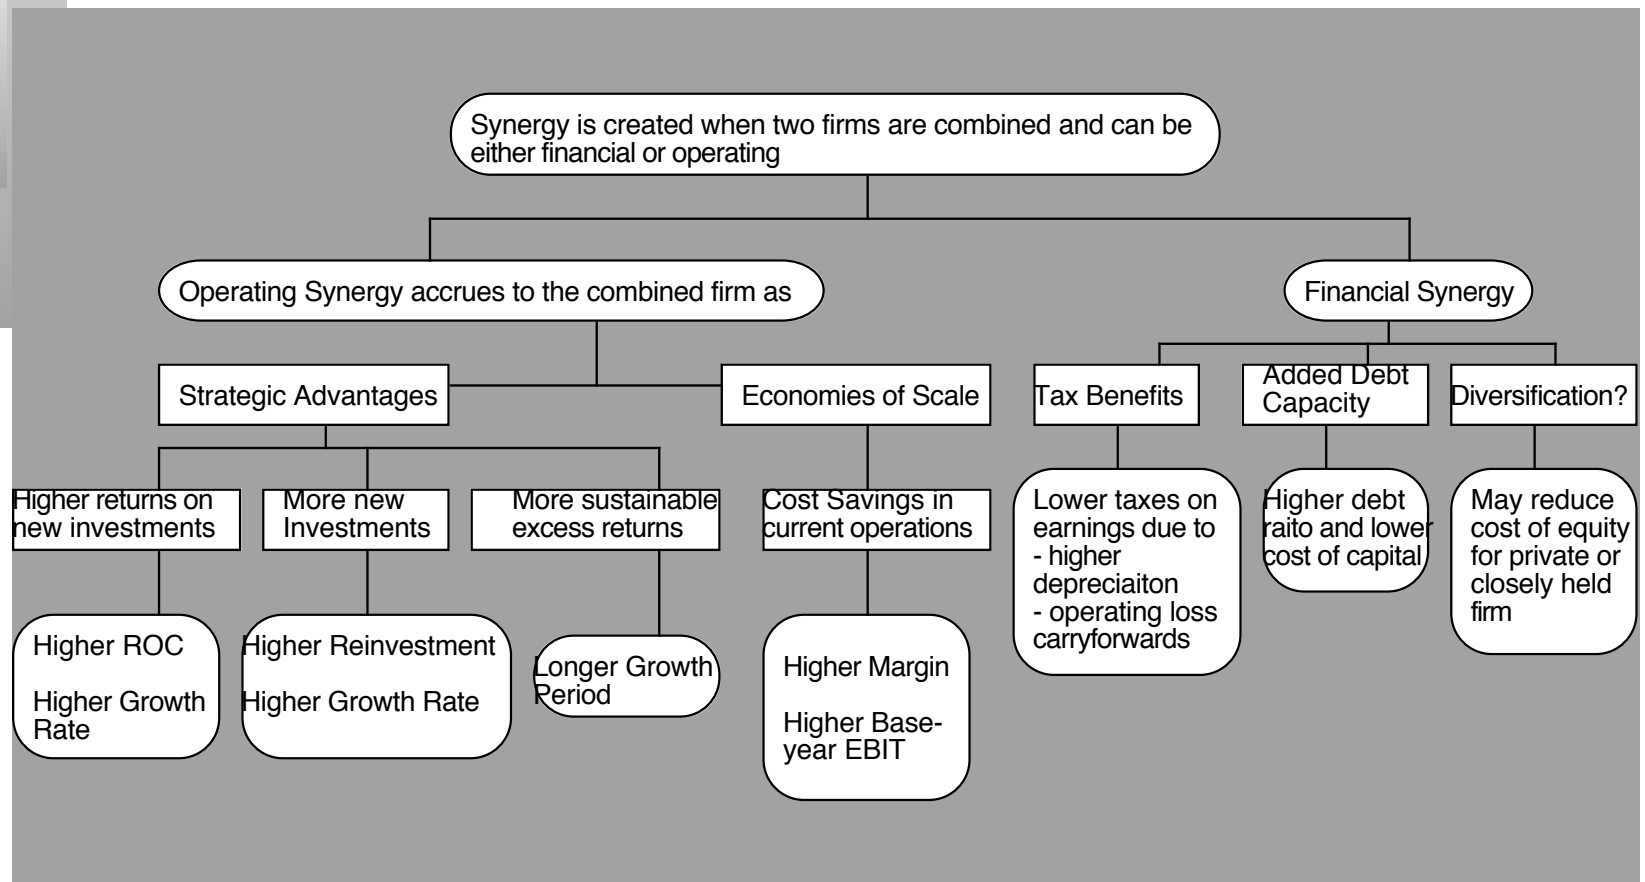 Synergy is created when two firms are combined and can be
either financial or operating
Operating Synergy accrues to the combined firm as
Financial Synergy
Strategic Advantages
Economies of Scale
Tax Benefits
Added Debt
Capacity
Diversification?
Higher returns on
new investments
More new
Investments
More sustainable
excess returns
Cost Savings in
current operations
Lower taxes on
earnings due to
- higher
depreciaiton
- operating loss
carryforwards
Higher debt
raito and lower
cost of capital
May reduce
cost of equity
for private or
closely held
firm
Higher ROC
Higher Growth
Rate
Higher Reinvestment
Higher Growth Rate
Longer Growth
Period
Higher Margin
Higher Base-
year EBIT